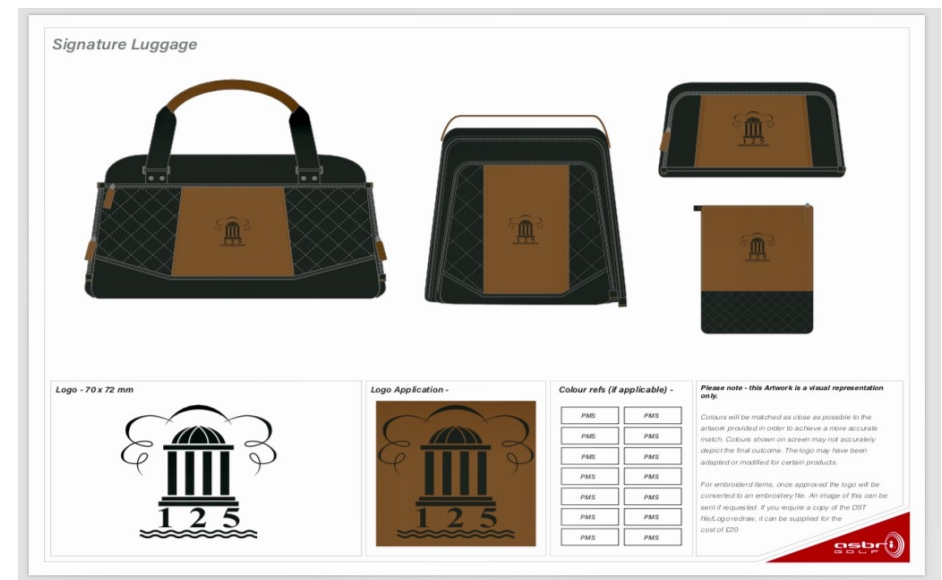 Signature Luggage
125
125
125
125
Logo - 70 x 72 mm
125
Logo Application -
125
Colour refs (if applicable) -
PMS PMS
PMS PMS
PMS PMS
PMS PMS
PMS PMS
PMS PMS
PMS PMS
Please note - this Artwork is a visual representation
only.
Colours will be matched as close as possible to the
artwork provided in order to achieve a more accurate
match. Colours shown on screen may not accurately
depict the final outcome. The logo may have been
adapted or modified for certain products.
For embroiderd items, once approved the logo will be
converted to an embroidery file. An image of this can be
sent if requested. If you require a copy of the DST
file/Logo redraw, it can be supplied for the
cost of £20
asbri
GOLF